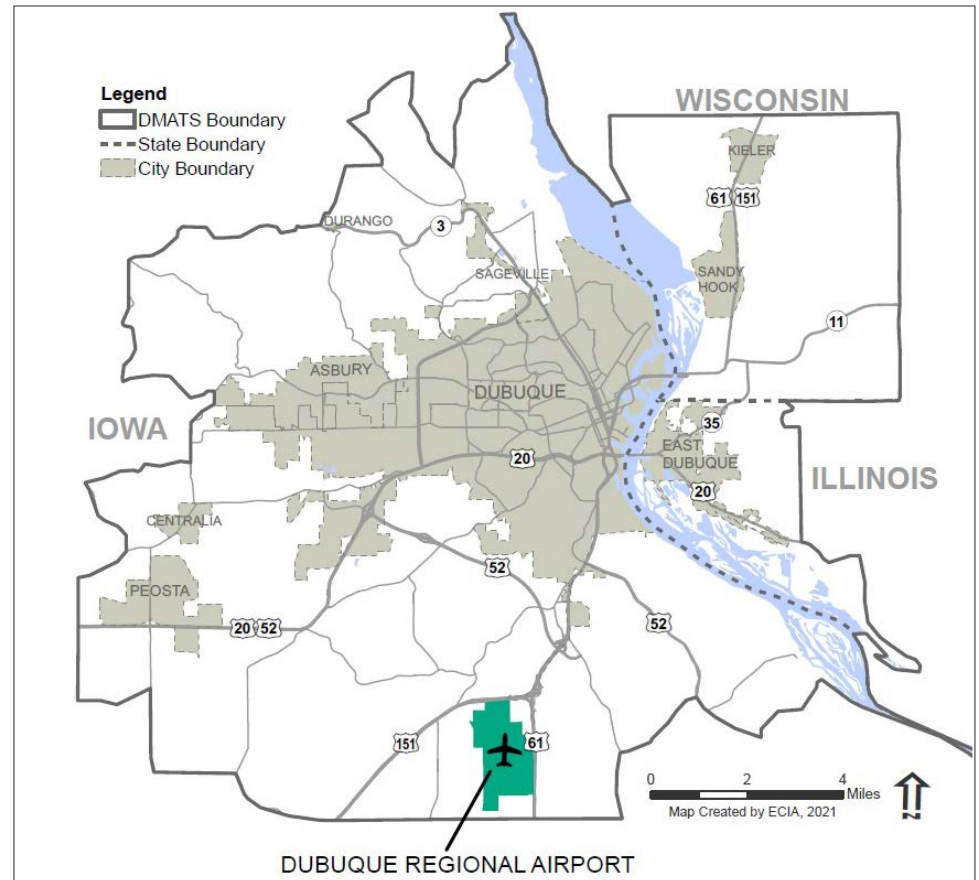 Legend
DMATS Boundary
State Boundary
City Boundary
WISCONSIN
KIELER
61 151
DURANGO
3
SAGEVILLE
SANDY
HOOK
11
ASBURY
DUBUQUE
IOWA
35
EAST
DUBUQUE
20
20
ILLINOIS
CENTRALIA
52
PEOSTA
20 52
52
151
61
0 2 4
Miles
Map Created by ECIA, 2021
N
DUBUQUE REGIONAL AIRPORT